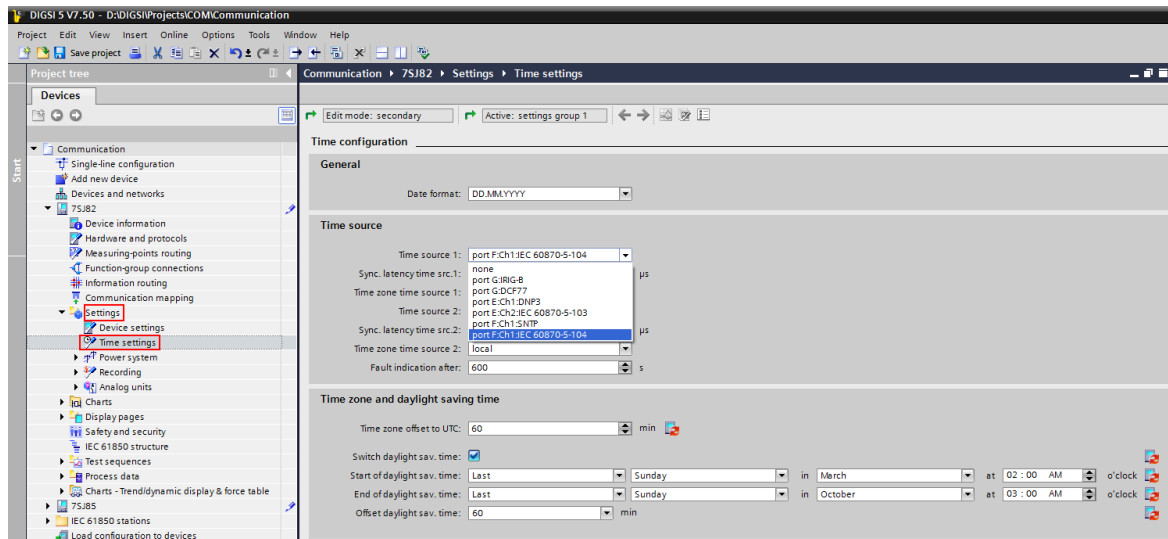 DIGSI 5 V7.50 - D:\DIGSI\Projects\COM\Communication
Project Edit View Insert Online Options Tools Window Help
Save project
Project tree
Communication ▸ 7SJ82 ▸ Settings ▸ Time settings
Devices
Start
Communication
Single-line configuration
Add new device
Devices and networks
7SJ82
Device information
Hardware and protocols
Measuring-points routing
Function-group connections
Information routing
Communication mapping
Settings
Device settings
Time settings
Power system
Recording
Analog units
Charts
Display pages
Safety and security
IEC 61850 structure
Test sequences
Process data
Charts - Trend/dynamic display & force table
7SJ85
IEC 61850 stations
Load configuration to devices
Edit mode: secondary Active: settings group 1
Time configuration
General
Date format: DD.MM.YYYY
Time source
Time source 1: port F:Ch1:IEC 60870-5-104
Sync. latency time src.1: µs
Time zone time source 1:
Time source 2:
Sync. latency time src.2: µs
none
port G:IRIG-B
port G:DCF77
port E:Ch1:DNP3
port E:Ch2:IEC 60870-5-103
port F:Ch1:SNTP
port F:Ch1:IEC 60870-5-104
Time zone time source 2: local
Fault indication after: 600 s
Time zone and daylight saving time
Time zone offset to UTC: 60 min
Switch daylight sav. time:
Start of daylight sav. time: Last Sunday in March at 02 : 00 AM o'clock
End of daylight sav. time: Last Sunday in October at 03 : 00 AM o'clock
Offset daylight sav. time: 60 min